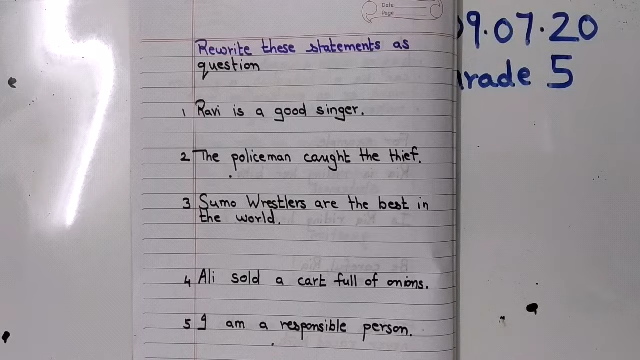 Date
Page
09.07.20
Grade 5
Rewrite these statements as
question
1 Ravi is a good singer.
2 The policeman caught the thief.
3 Sumo Wrestlers are the best in
the world.
4 Ali sold a cart full of onions.
5 I am a responsible person.